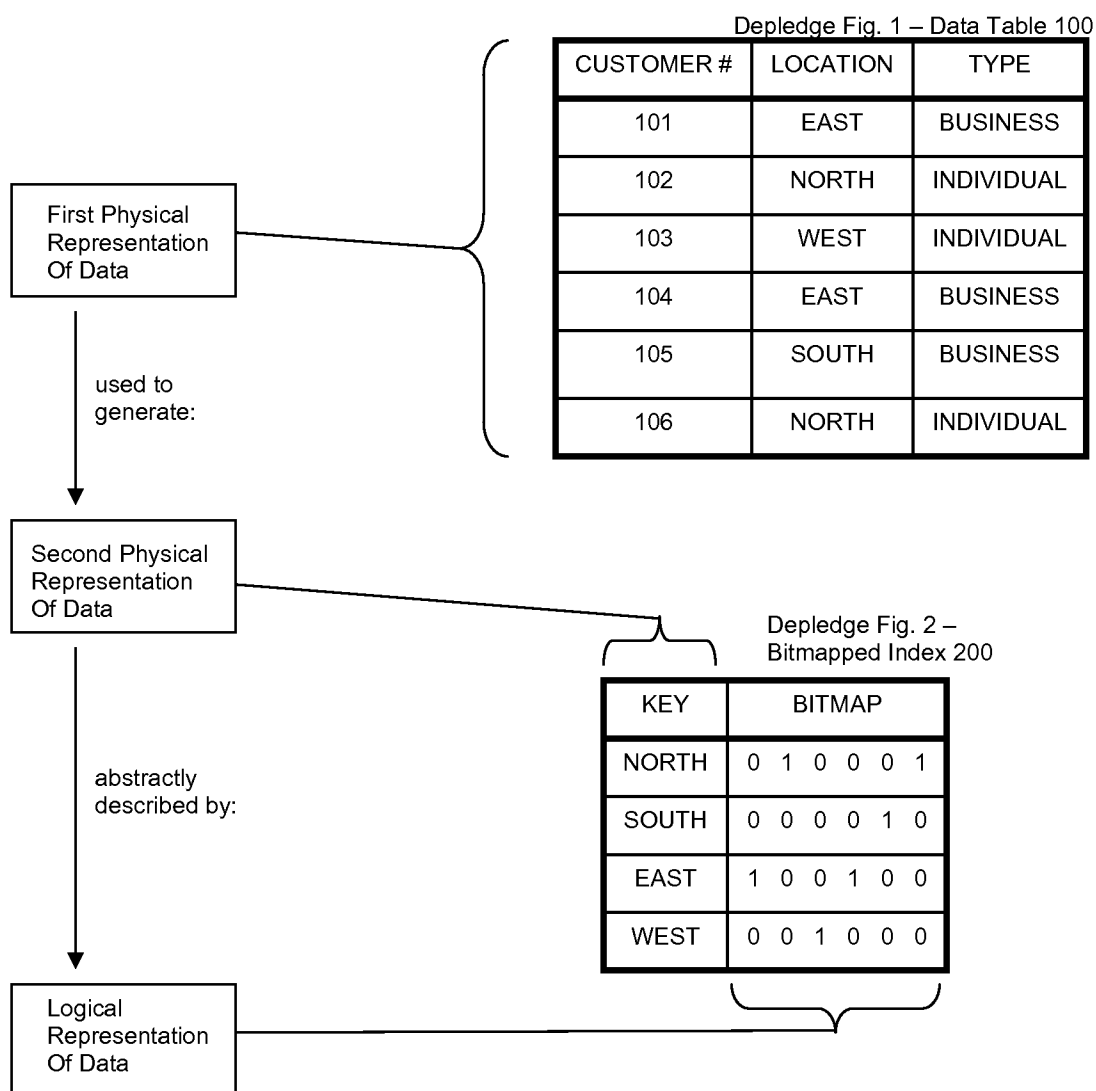 Depledge Fig. 1 – Data Table 100
CUSTOMER # LOCATION TYPE
101 EAST BUSINESS
102 NORTH INDIVIDUAL
103 WEST INDIVIDUAL
104 EAST BUSINESS
105 SOUTH BUSINESS
106 NORTH INDIVIDUAL
First Physical
Representation
Of Data
used to
generate:
Second Physical
Representation
Of Data
Depledge Fig. 2 –
Bitmapped Index 200
KEY BITMAP
NORTH 0 1 0 0 0 1
SOUTH 0 0 0 0 1 0
EAST 1 0 0 1 0 0
WEST 0 0 1 0 0 0
abstractly
described by:
Logical
Representation
Of Data